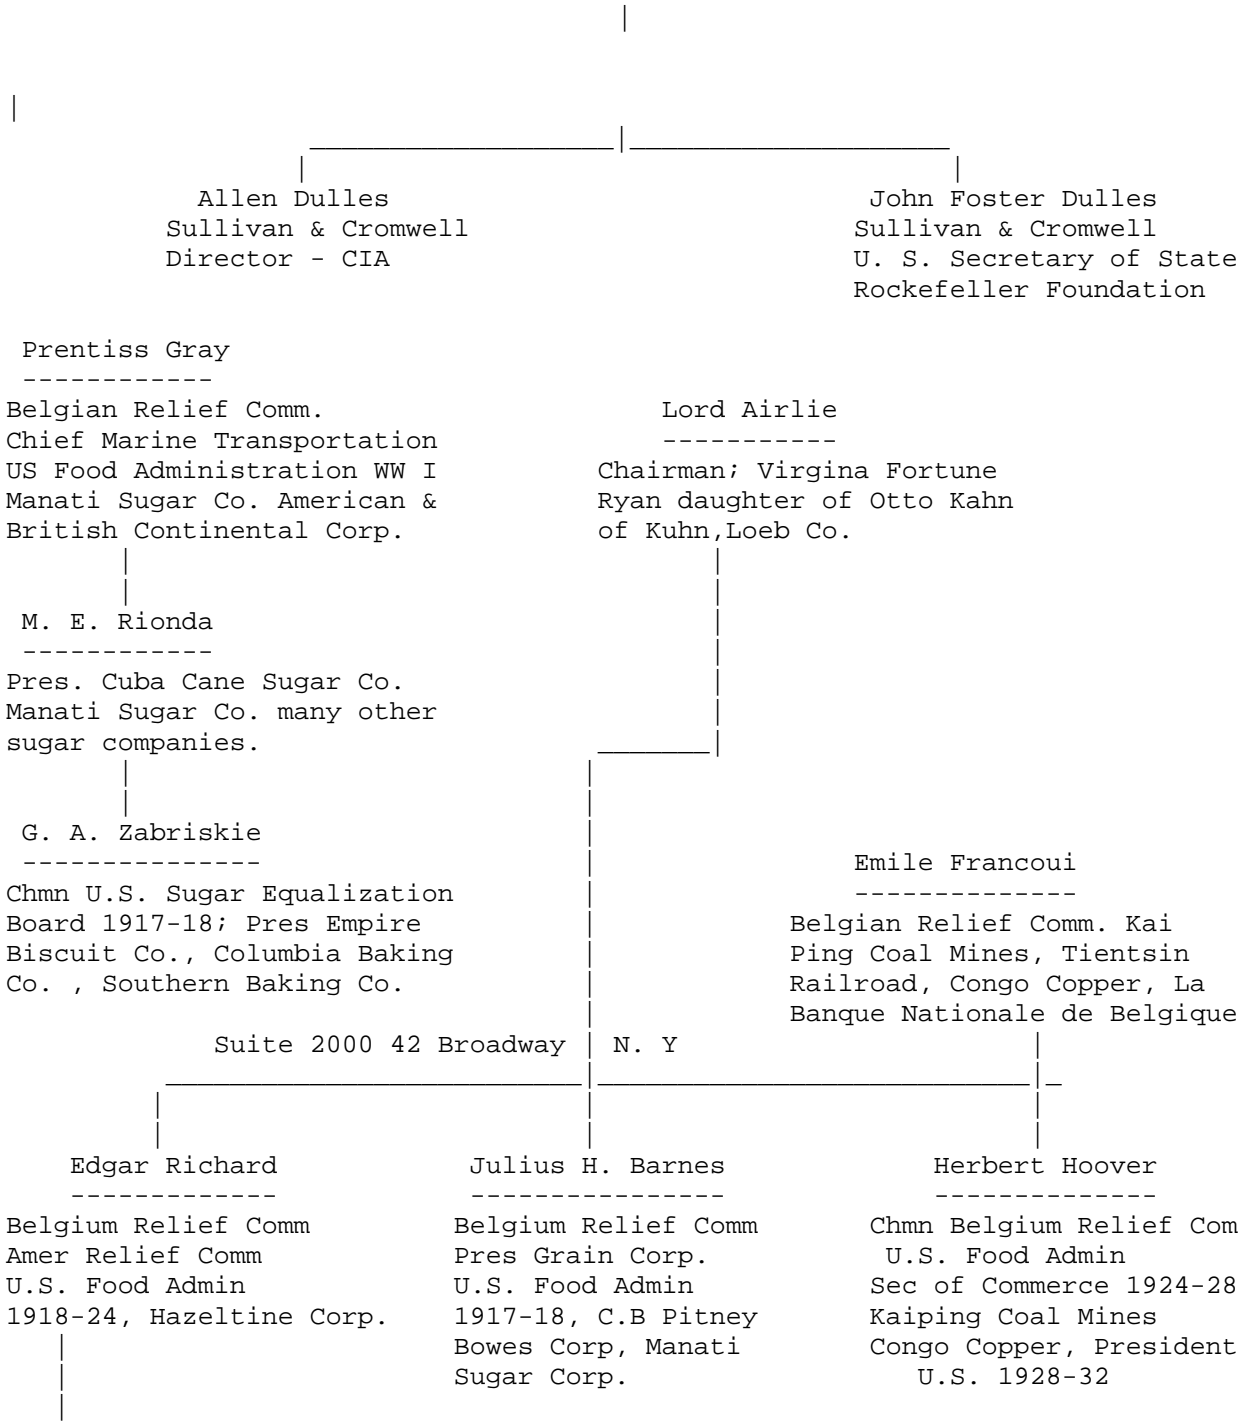 Allen Dulles
Sullivan & Cromwell
Director - CIA
John Foster Dulles
Sullivan & Cromwell
U. S. Secretary of State
Rockefeller Foundation
Prentiss Gray
------------
Belgian Relief Comm.
Chief Marine Transportation
US Food Administration WW I
Manati Sugar Co. American &
British Continental Corp.
Lord Airlie
-----------
Chairman; Virgina Fortune
Ryan daughter of Otto Kahn
of Kuhn,Loeb Co.
M. E. Rionda
------------
Pres. Cuba Cane Sugar Co.
Manati Sugar Co. many other
sugar companies.
G. A. Zabriskie
---------------
Chmn U.S. Sugar Equalization
Board 1917-18; Pres Empire
Biscuit Co., Columbia Baking
Co. , Southern Baking Co.
Emile Francoui
--------------
Belgian Relief Comm. Kai
Ping Coal Mines, Tientsin
Railroad, Congo Copper, La
Banque Nationale de Belgique
Suite 2000 42 Broadway | N. Y
Edgar Richard
-------------
Belgium Relief Comm
Amer Relief Comm
U.S. Food Admin
1918-24, Hazeltine Corp.
Julius H. Barnes
----------------
Belgium Relief Comm
Pres Grain Corp.
U.S. Food Admin
1917-18, C.B Pitney
Bowes Corp, Manati
Sugar Corp.
Herbert Hoover
--------------
Chmn Belgium Relief Com
U.S. Food Admin
Sec of Commerce 1924-28
Kaiping Coal Mines
Congo Copper, President
U.S. 1928-32